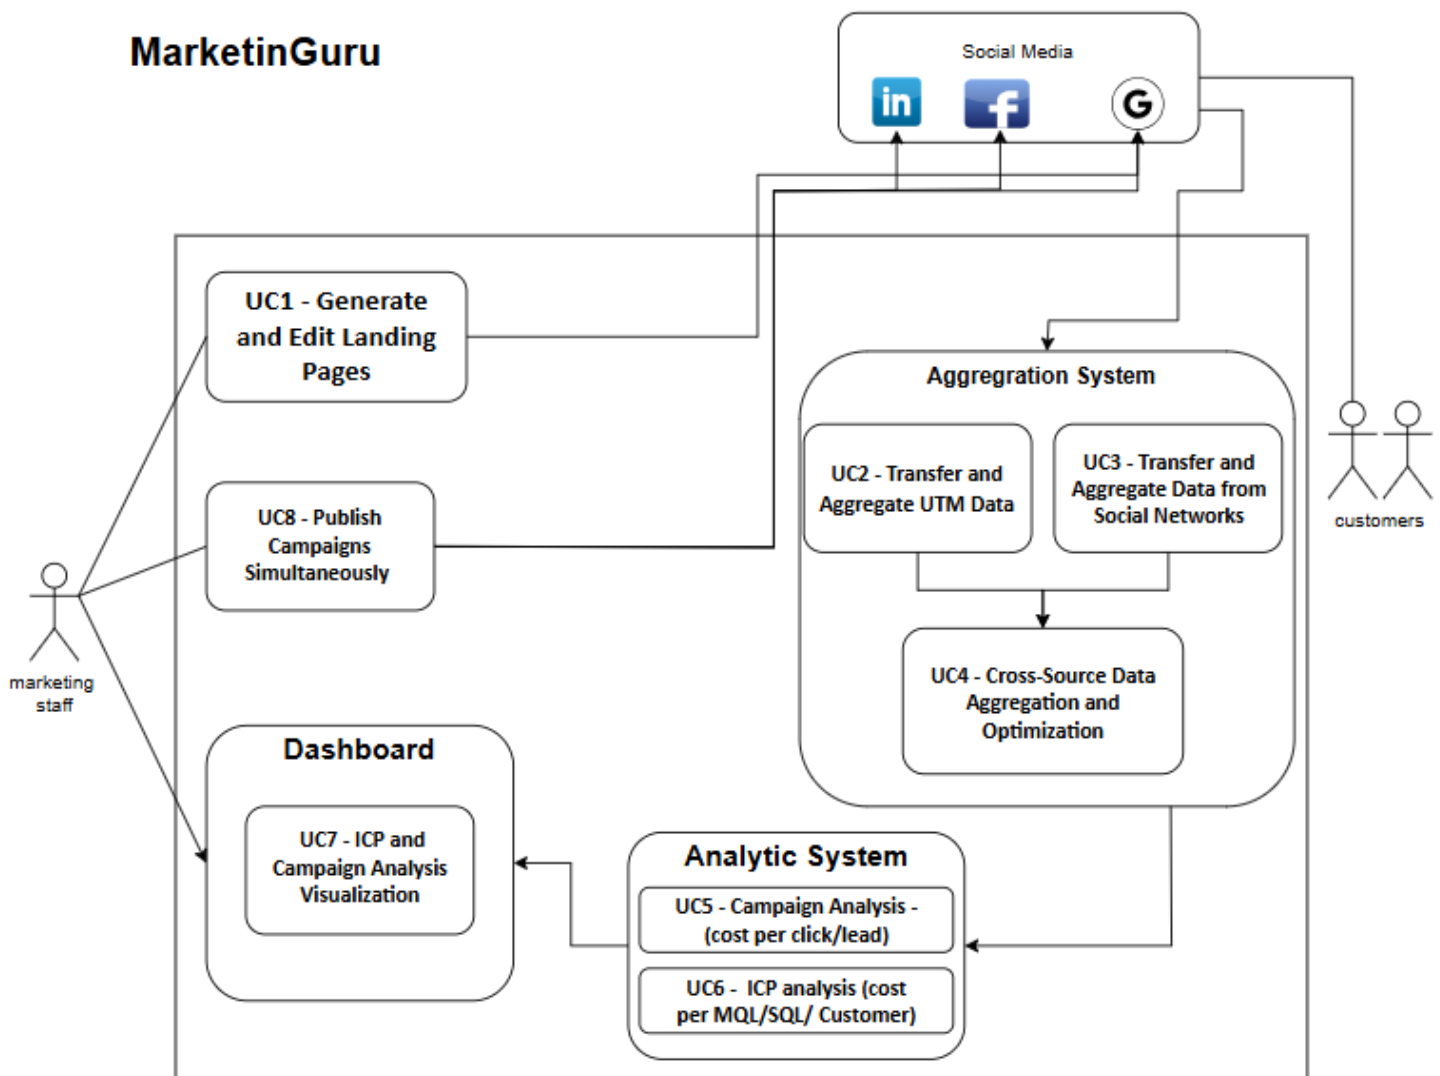 MarketinGuru
Social Media
in
f
G
UC1 - Generate
and Edit Landing
Pages
Aggregration System
UC2 - Transfer and
Aggregate UTM Data
UC3 - Transfer and
Aggregate Data from
Social Networks
customers
UC8 - Publish
Campaigns
Simultaneously
marketing
staff
UC4 - Cross-Source Data
Aggregation and
Optimization
Dashboard
UC7 - ICP and
Campaign Analysis
Visualization
Analytic System
UC5 - Campaign Analysis -
(cost per click/lead)
UC6 - ICP analysis (cost
per MQL/SQL/ Customer)